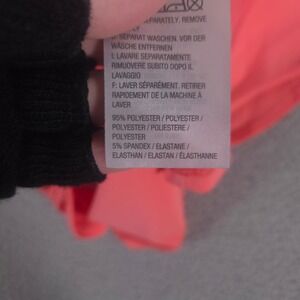 SEPARATELY. REMOVE
D: SEPARAT WASCHEN. VOR DER
WÄSCHE ENTFERNEN
I: LAVARE SEPARATAMENTE.
RIMUOVERE SUBITO DOPO IL
LAVAGGIO
F: LAVER SÉPARÉMENT. RETIRER
RAPIDEMENT DE LA MACHINE À
LAVER
95% POLYESTER / POLYESTER /
POLYESTER / POLIESTERE /
POLYESTER
5% SPANDEX / ELASTANE /
ELASTHAN / ELASTAN / ÉLASTHANNE